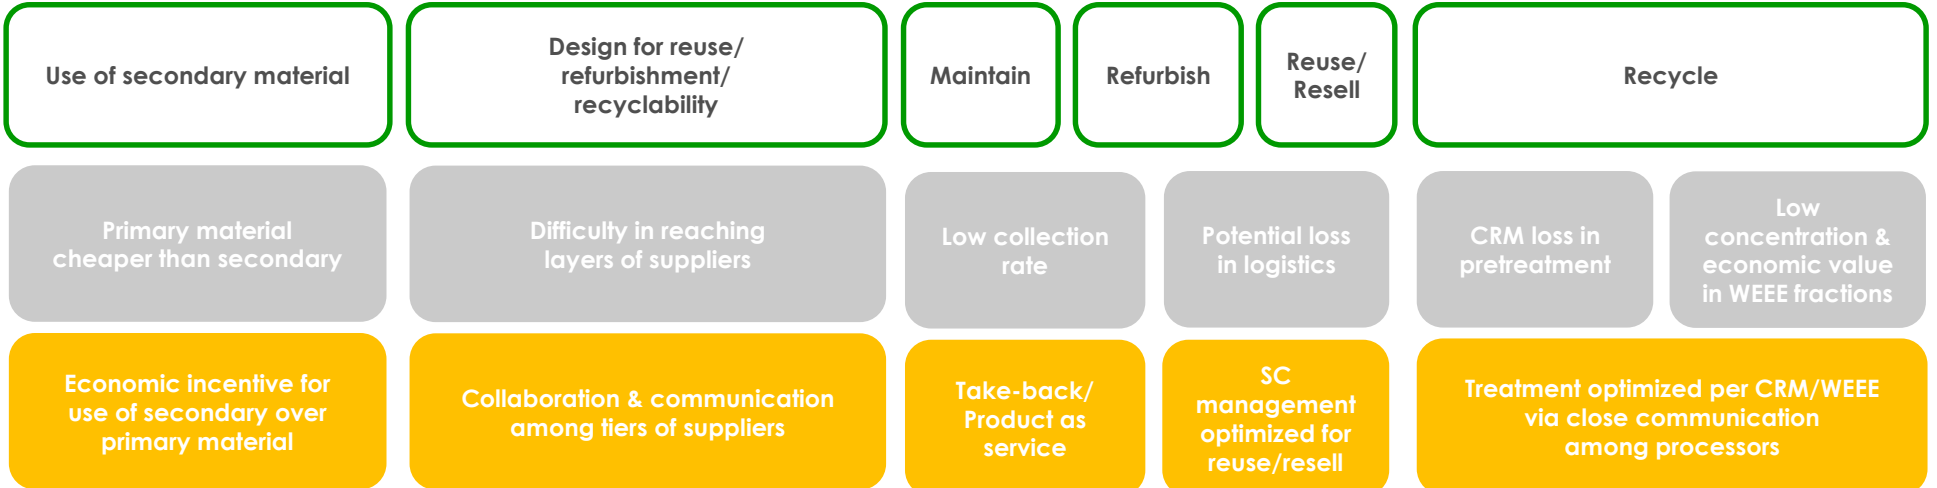 Use of secondary material
Design for reuse/
refurbishment/
recyclability
Maintain
Refurbish
Reuse/
Resell
Recycle
Primary material
cheaper than secondary
Difficulty in reaching
layers of suppliers
Low collection
rate
Potential loss
in logistics
CRM loss in
pretreatment
Low
concentration &
economic value
in WEEE fractions
Economic incentive for
use of secondary over
primary material
Collaboration & communication
among tiers of suppliers
Take-back/
Product as
service
SC
management
optimized for
reuse/resell
Treatment optimized per CRM/WEEE
via close communication
among processors